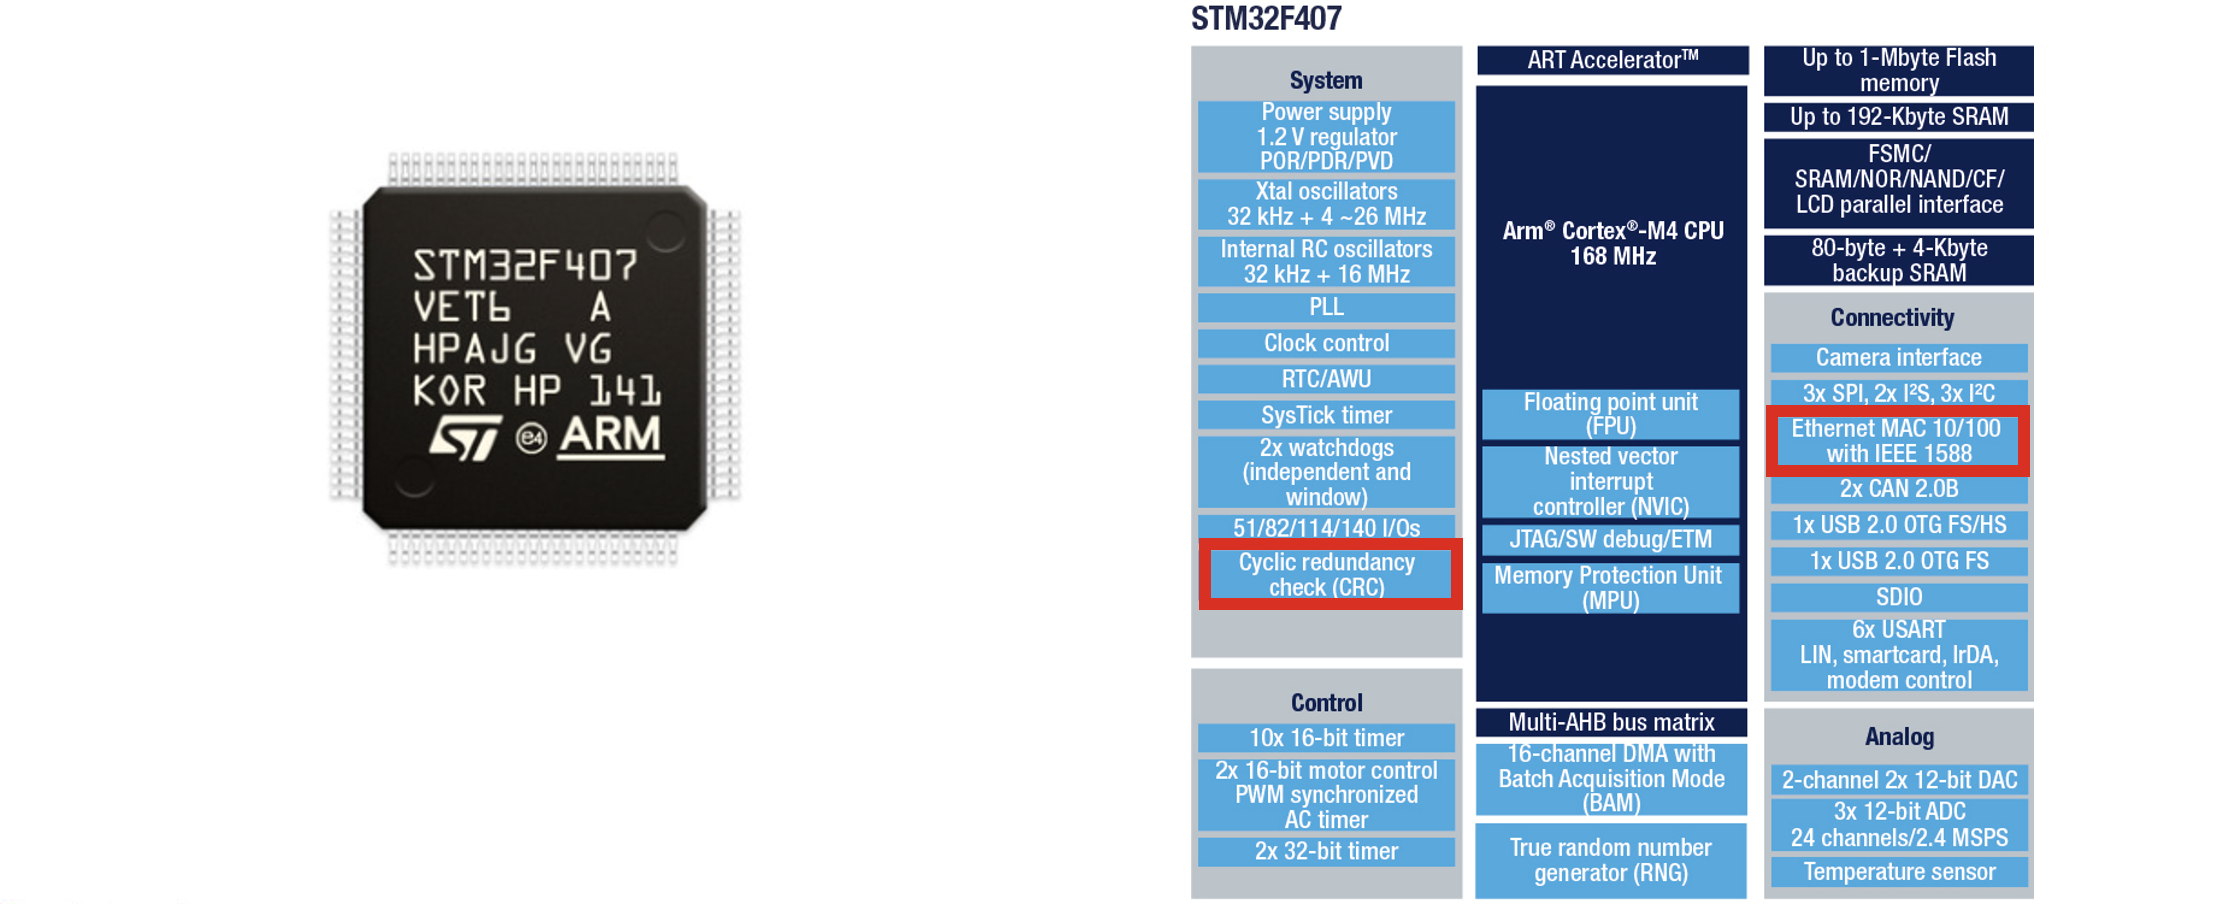 STM32F407
VET6 A
HPAJG VG
KOR HP 141
ST e4 ARM
STM32F407
System
Power supply
1.2 V regulator
POR/PDR/PVD
Xtal oscillators
32 kHz + 4 ~26 MHz
Internal RC oscillators
32 kHz + 16 MHz
PLL
Clock control
RTC/AWU
SysTick timer
2x watchdogs
(independent and
window)
51/82/114/140 I/Os
Cyclic redundancy
check (CRC)
Control
10x 16-bit timer
2x 16-bit motor control
PWM synchronized
AC timer
2x 32-bit timer
ART Accelerator™
Arm® Cortex®-M4 CPU
168 MHz
Floating point unit
(FPU)
Nested vector
interrupt
controller (NVIC)
JTAG/SW debug/ETM
Memory Protection Unit
(MPU)
Multi-AHB bus matrix
16-channel DMA with
Batch Acquisition Mode
(BAM)
True random number
generator (RNG)
Up to 1-Mbyte Flash
memory
Up to 192-Kbyte SRAM
FSMC/
SRAM/NOR/NAND/CF/
LCD parallel interface
80-byte + 4-Kbyte
backup SRAM
Connectivity
Camera interface
3x SPI, 2x I²S, 3x I²C
Ethernet MAC 10/100
with IEEE 1588
2x CAN 2.0B
1x USB 2.0 OTG FS/HS
1x USB 2.0 OTG FS
SDIO
6x USART
LIN, smartcard, IrDA,
modem control
Analog
2-channel 2x 12-bit DAC
3x 12-bit ADC
24 channels/2.4 MSPS
Temperature sensor